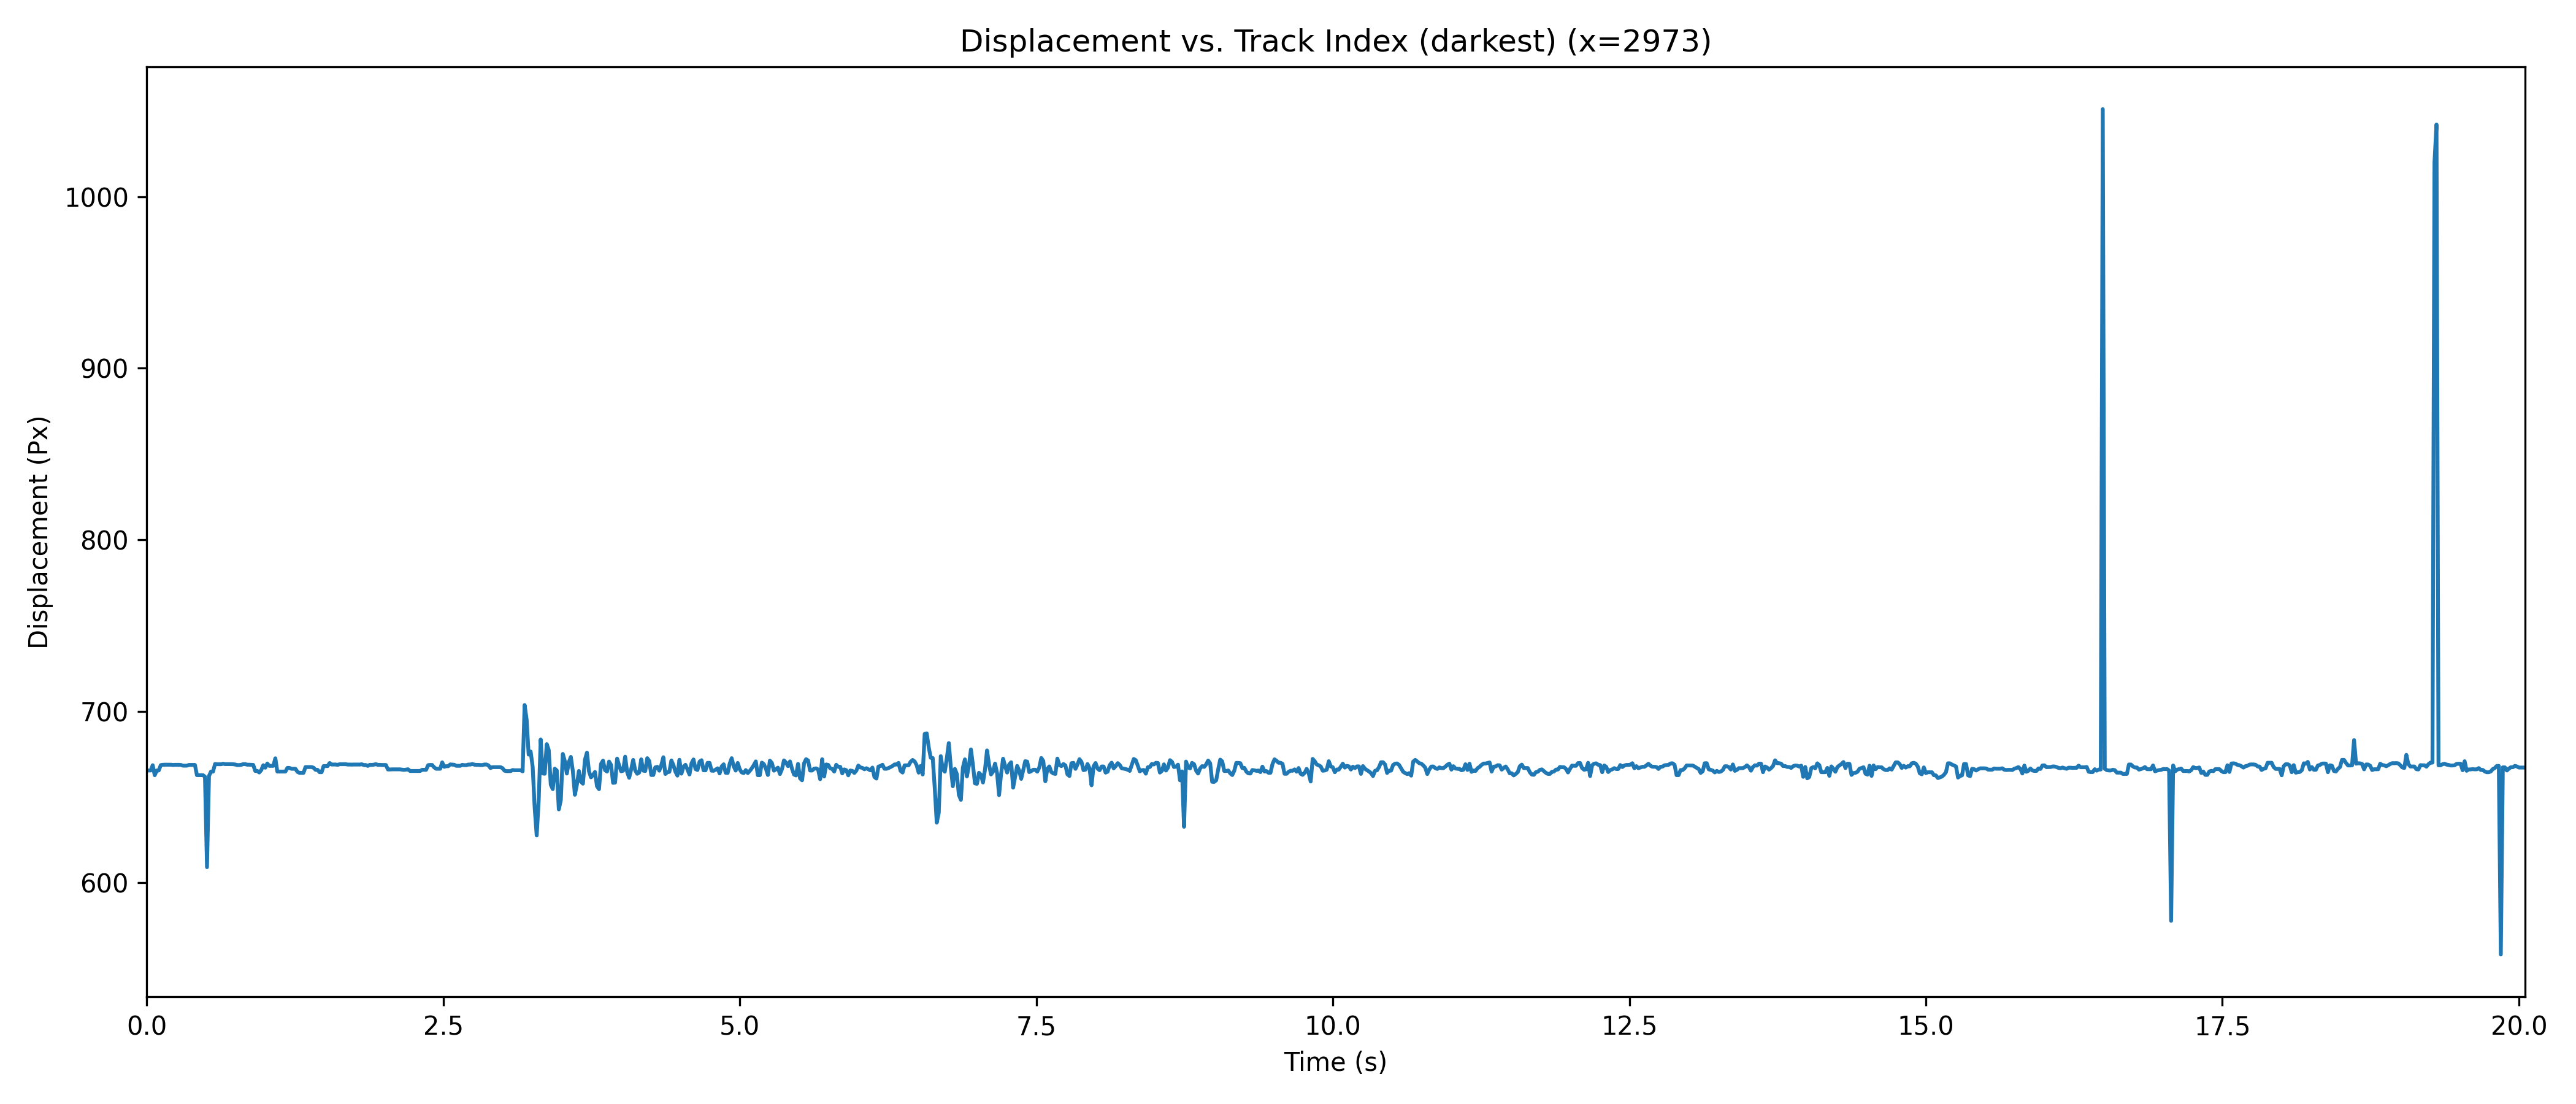 Displacement vs. Track Index (darkest) (x=2973)
Displacement (Px)
1000
900
800
700
600
0.0 2.5 5.0 7.5 10.0 12.5 15.0 17.5 20.0
Time (s)